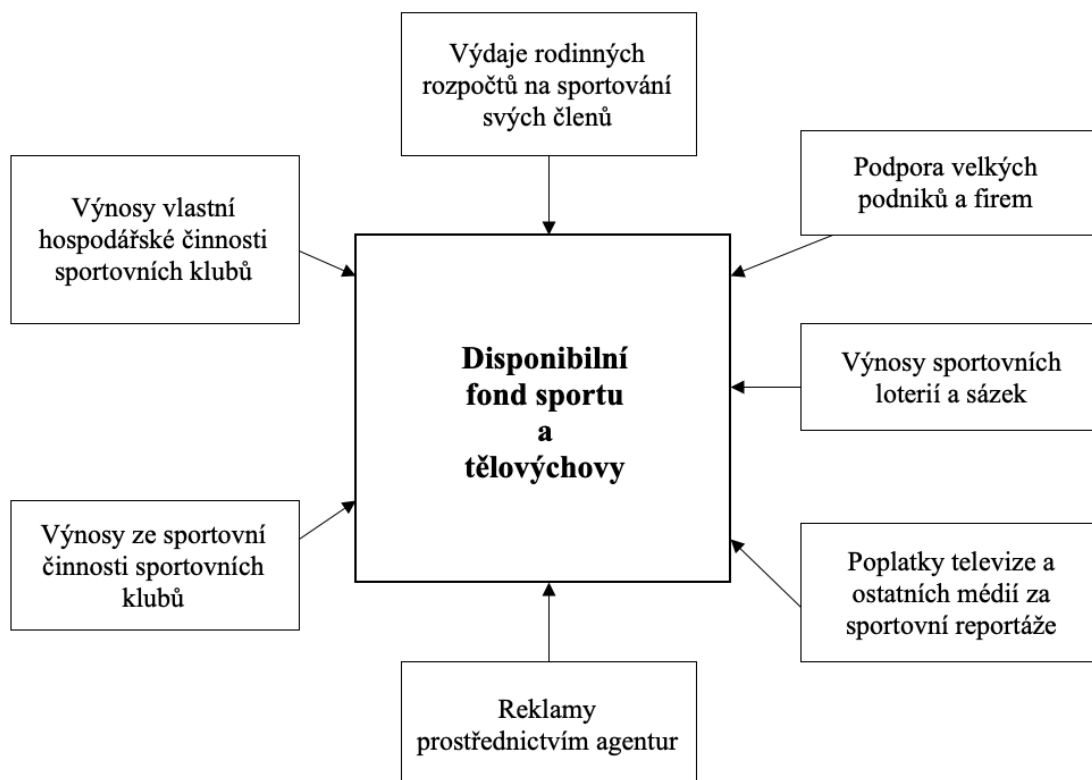 Výdaje rodinných
rozpočtů na sportování
svých členů
Podpora velkých
podniků a firem
Výnosy vlastní
hospodářské činnosti
sportovních klubů
Disponibilní
fond sportu
a
tělovýchovy
Výnosy sportovních
loterií a sázek
Výnosy ze sportovní
činnosti sportovních
klubů
Poplatky televize a
ostatních médií za
sportovní reportáže
Reklamy
prostřednictvím agentur